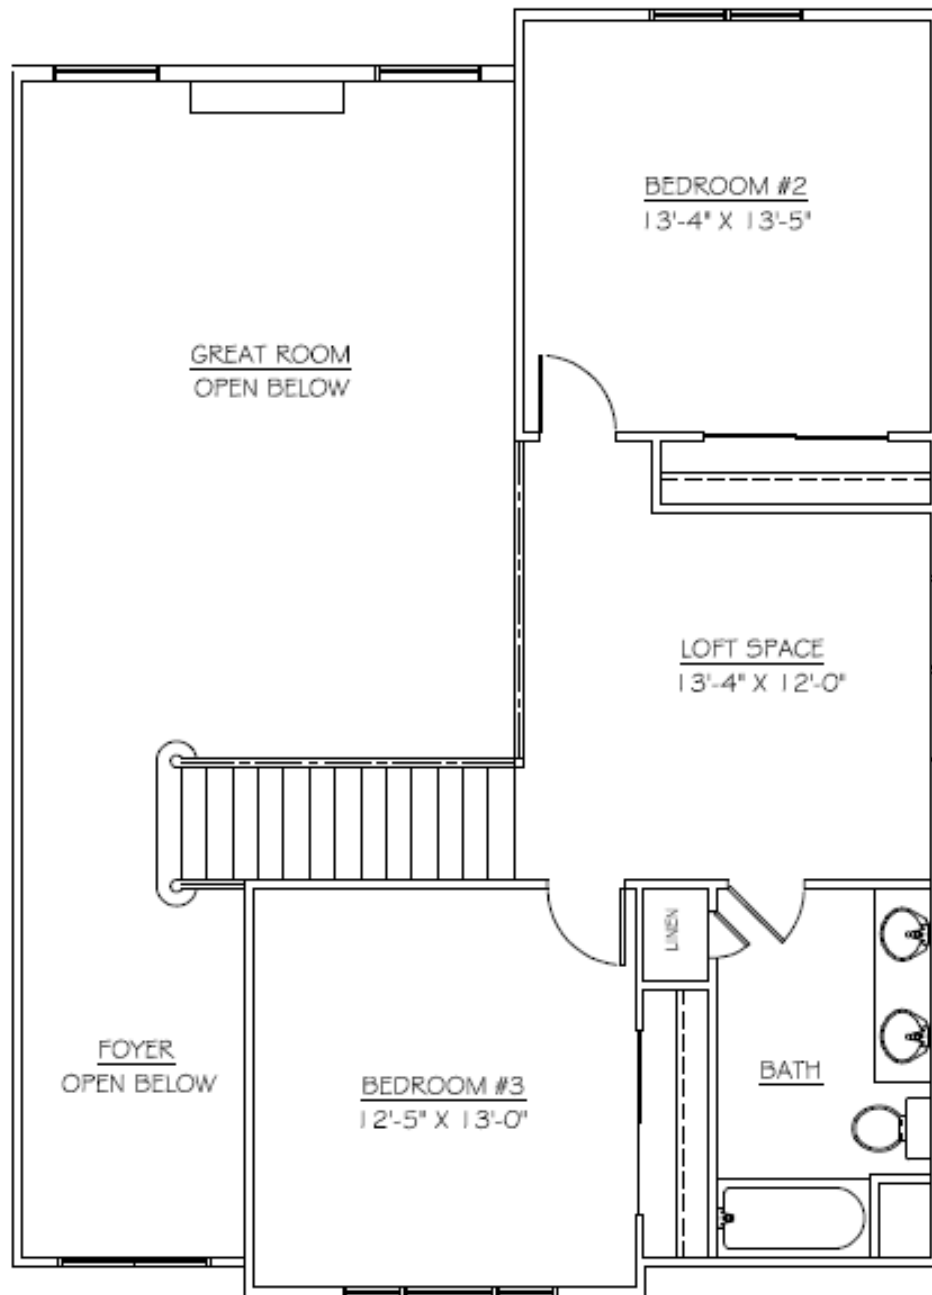 BEDROOM #2
13'-4" X 13'-5"
GREAT ROOM
OPEN BELOW
LOFT SPACE
13'-4" X 12'-0"
LINEN
FOYER
OPEN BELOW
BEDROOM #3
12'-5" X 13'-0"
BATH